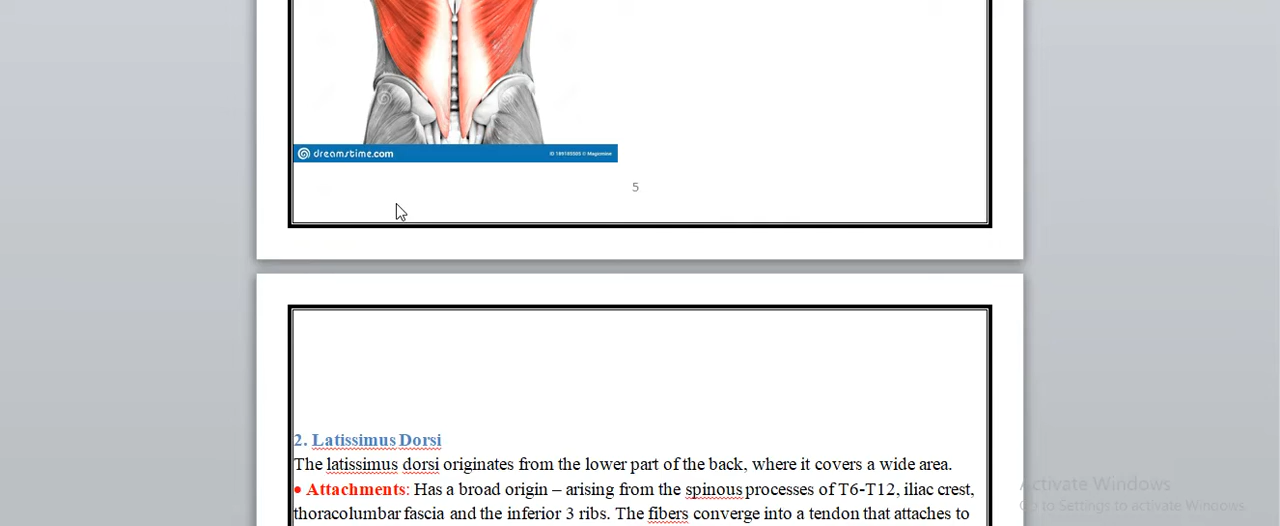 dreamstime.com
ID 189185505 © Magomine
5
2. Latissimus Dorsi
The latissimus dorsi originates from the lower part of the back, where it covers a wide area.
• Attachments: Has a broad origin – arising from the spinous processes of T6-T12, iliac crest,
thoracolumbar fascia and the inferior 3 ribs. The fibers converge into a tendon that attaches to
Activate Windows
Go to Settings to activate Windows.